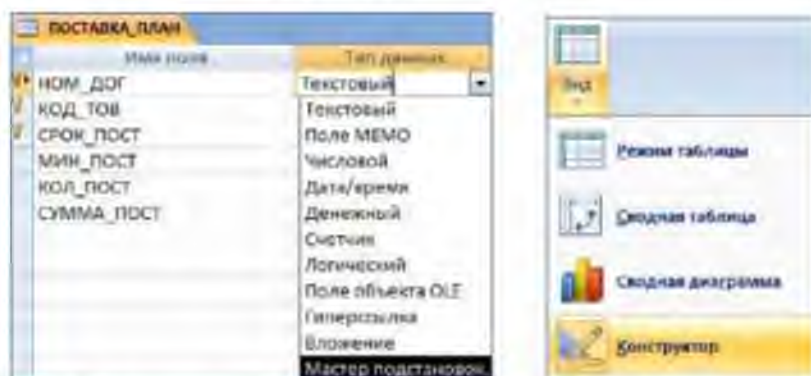 ПОСТАВКА_ПЛАН
Имя поля Тип данных
НОМ_ДОГ Текстовый
КОД_ТОВ Текстовый
СРОК_ПОСТ Поле МЕМО
МИН_ПОСТ Числовой
КОЛ_ПОСТ Дата/время
СУММА_ПОСТ Денежный
Счетчик
Логический
Поле объекта OLE
Гиперссылка
Вложение
Мастер подстановок.
Вид
Режим таблицы
Сводная таблица
Сводная диаграмма
Конструктор